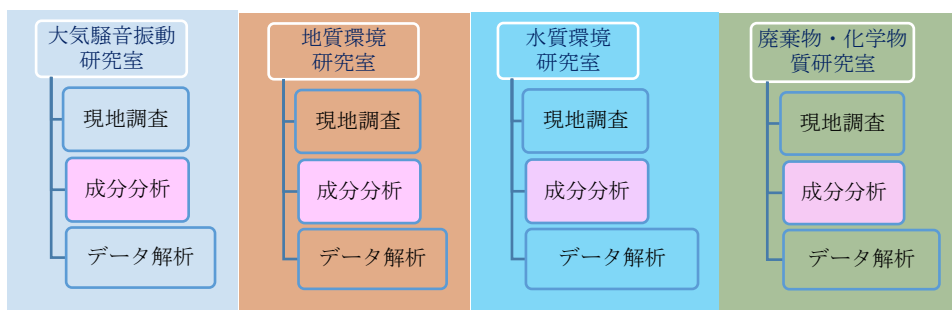 大気騒音振動
研究室
現地調査
成分分析
データ解析
地質環境
研究室
現地調査
成分分析
データ解析
水質環境
研究室
現地調査
成分分析
データ解析
廃棄物・化学物
質研究室
現地調査
成分分析
データ解析